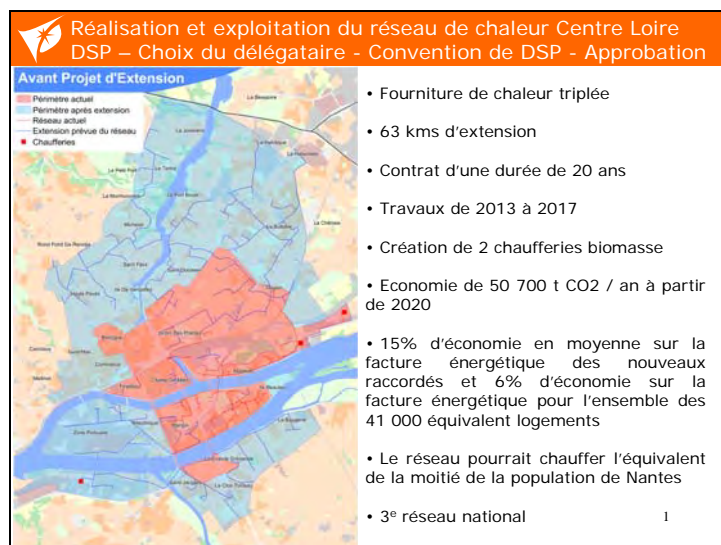 Réalisation et exploitation du réseau de chaleur Centre Loire
DSP – Choix du délégataire - Convention de DSP - Approbation
Avant Projet d'Extension
Périmètre actuel
Périmètre après extension
Réseau actuel
Extension prévue du réseau
Chaufferies
• Fourniture de chaleur triplée
• 63 kms d'extension
• Contrat d'une durée de 20 ans
• Travaux de 2013 à 2017
• Création de 2 chaufferies biomasse
• Economie de 50 700 t CO2 / an à partir
de 2020
• 15% d'économie en moyenne sur la
facture énergétique des nouveaux
raccordés et 6% d'économie sur la
facture énergétique pour l'ensemble des
41 000 équivalent logements
• Le réseau pourrait chauffer l'équivalent
de la moitié de la population de Nantes
• 3e réseau national
1